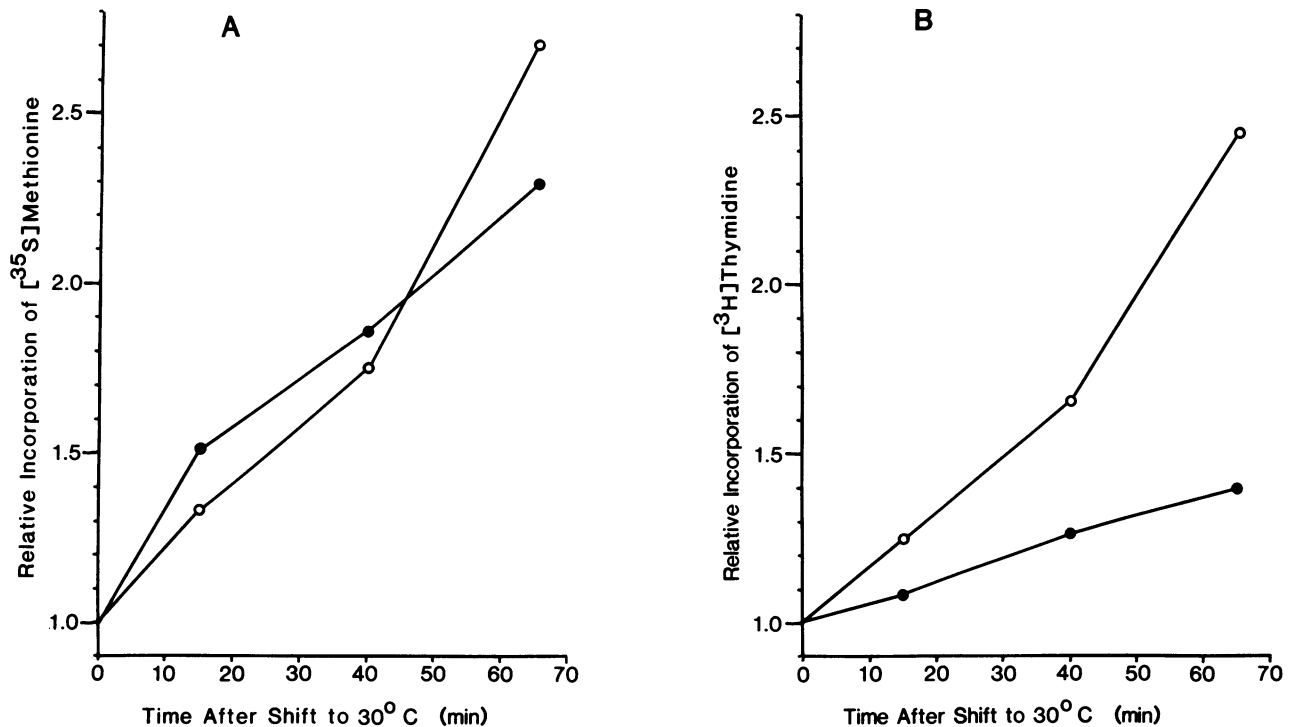 A
Relative Incorporation of [³⁵S]Methionine
2.5
2.0
1.5
1.0
0 10 20 30 40 50 60 70
Time After Shift to 30° C (min)
B
Relative Incorporation of [³H]Thymidine
2.5
2.0
1.5
1.0
0 10 20 30 40 50 60 70
Time After Shift to 30° C (min)